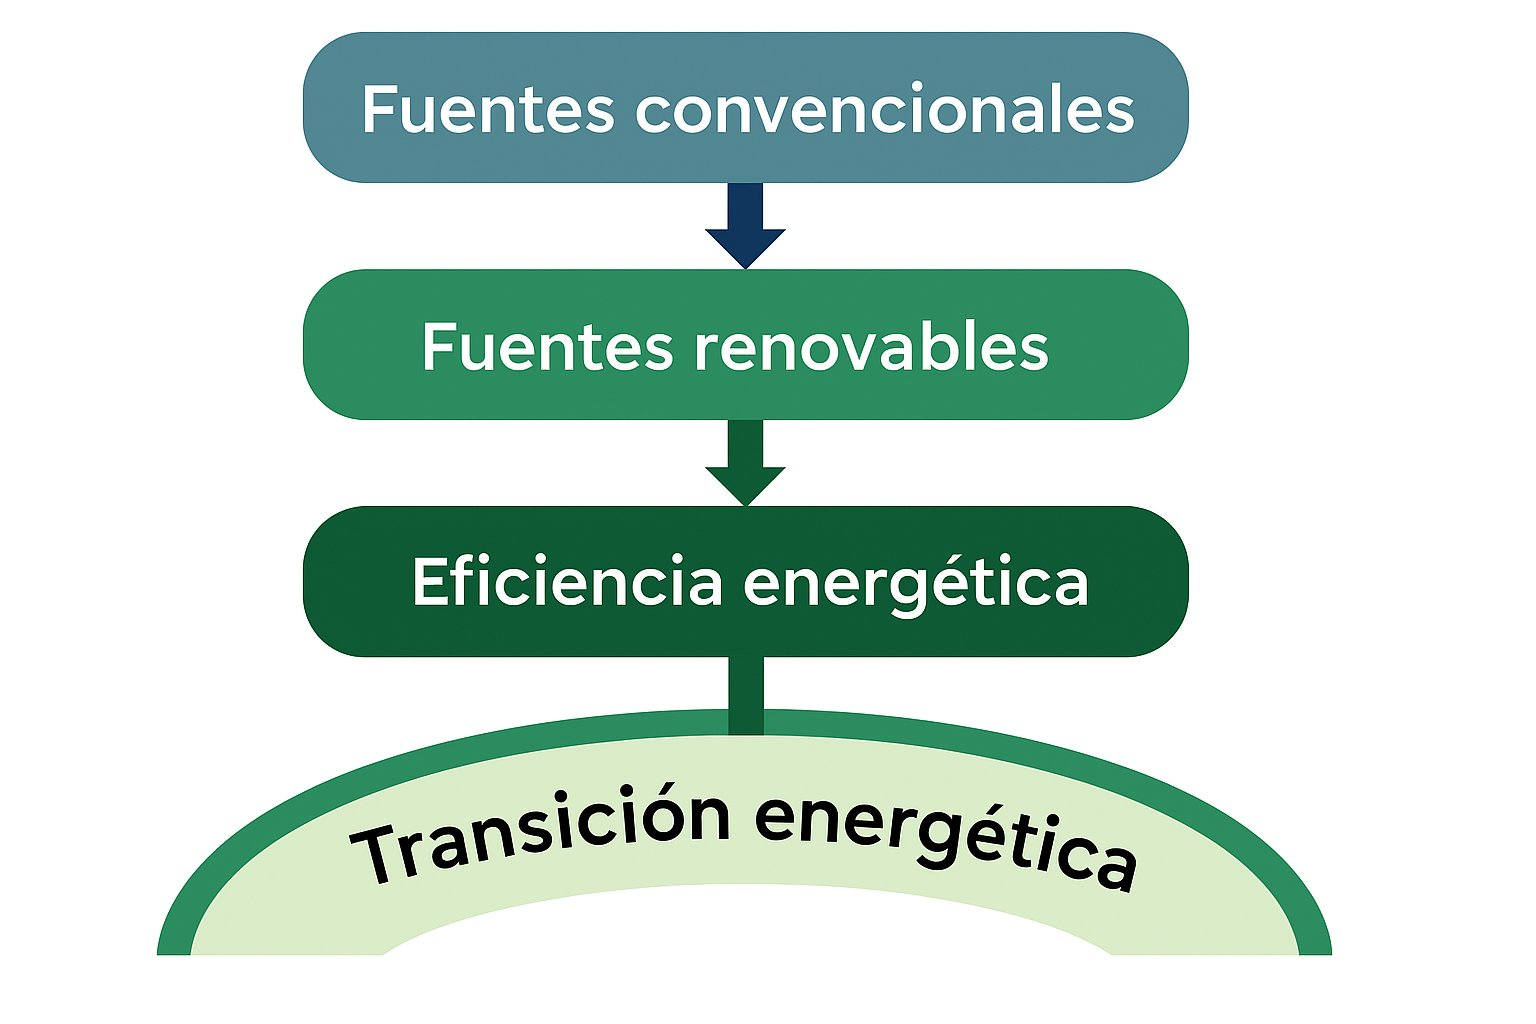 Fuentes convencionales
Fuentes renovables
Eficiencia energética
Transición energética